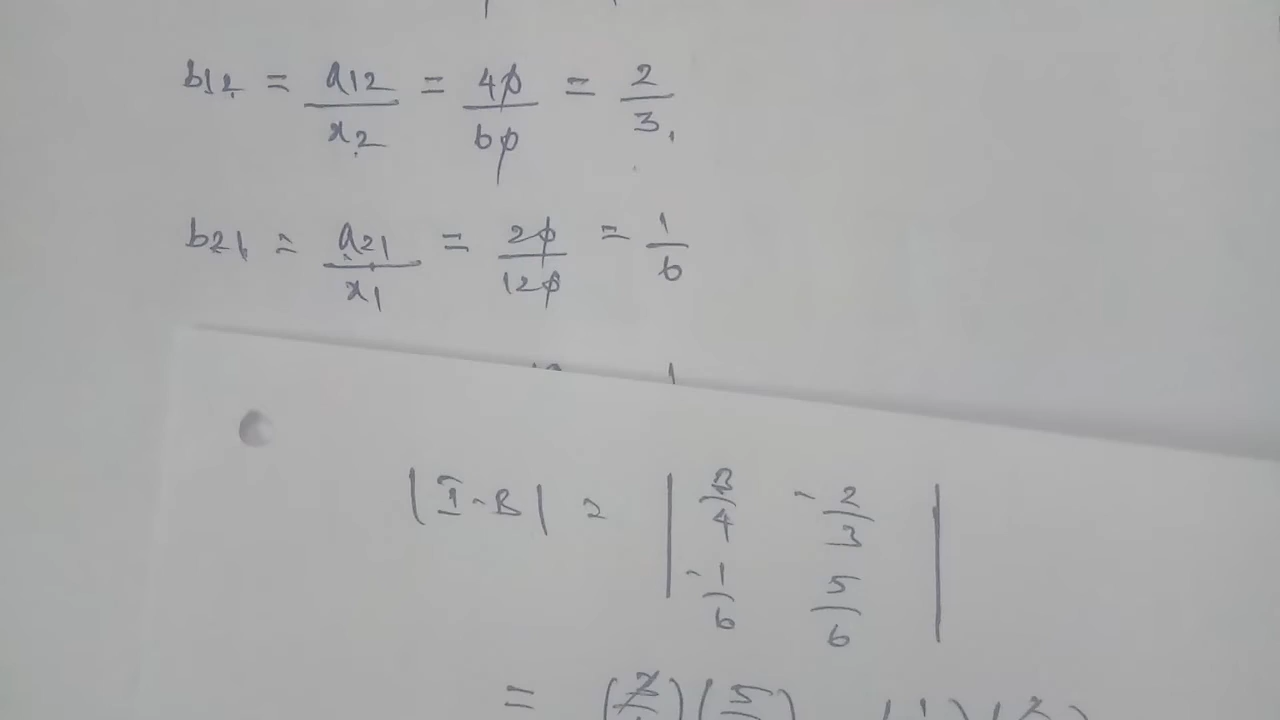 b12 = a12/x2 = 40/60 = 2/3
b21 = a21/x1 = 20/120 = 1/6
|I-B| = | 3/4 -2/3 |
| -1/6 5/6 |